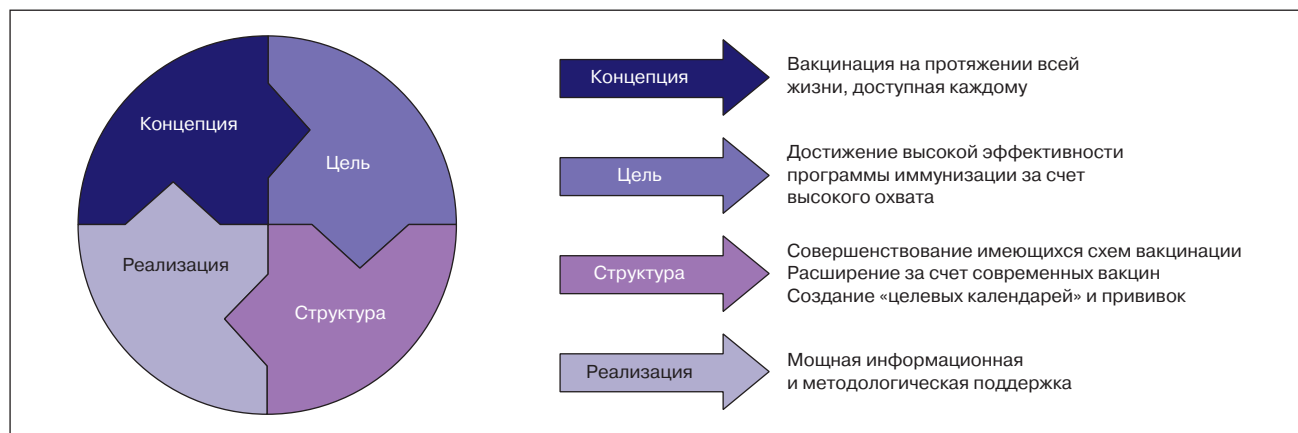 Концепция
Цель
Реализация
Структура
Концепция
Вакцинация на протяжении всей
жизни, доступная каждому
Цель
Достижение высокой эффективности
программы иммунизации за счет
высокого охвата
Структура
Совершенствование имеющихся схем вакцинации
Расширение за счет современных вакцин
Создание «целевых календарей» и прививок
Реализация
Мощная информационная
и методологическая поддержка